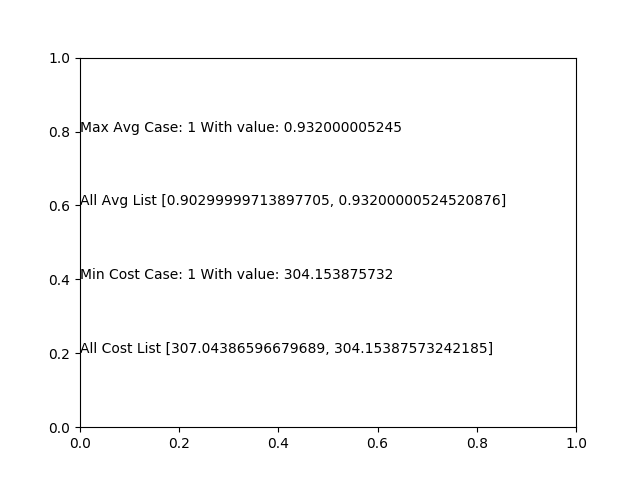 1.0
Max Avg Case: 1 With value: 0.932000005245
0.8
All Avg List [0.90299999713897705, 0.93200000524520876]
0.6
Min Cost Case: 1 With value: 304.153875732
0.4
All Cost List [307.04386596679689, 304.15387573242185]
0.2
0.0
0.0 0.2 0.4 0.6 0.8 1.0